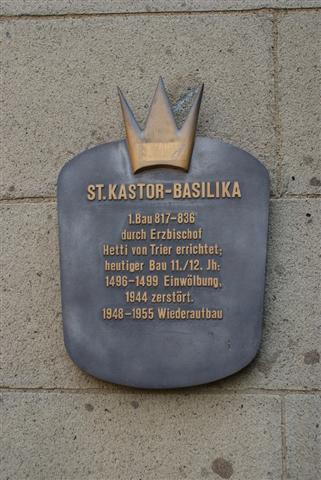 ST. KASTOR-BASILIKA
1. Bau 817-836
durch Erzbischof
Hetti von Trier errichtet;
heutiger Bau 11./12. Jh.
1496-1499 Einwölbung,
1944 zerstört.
1948-1955 Wiederaufbau